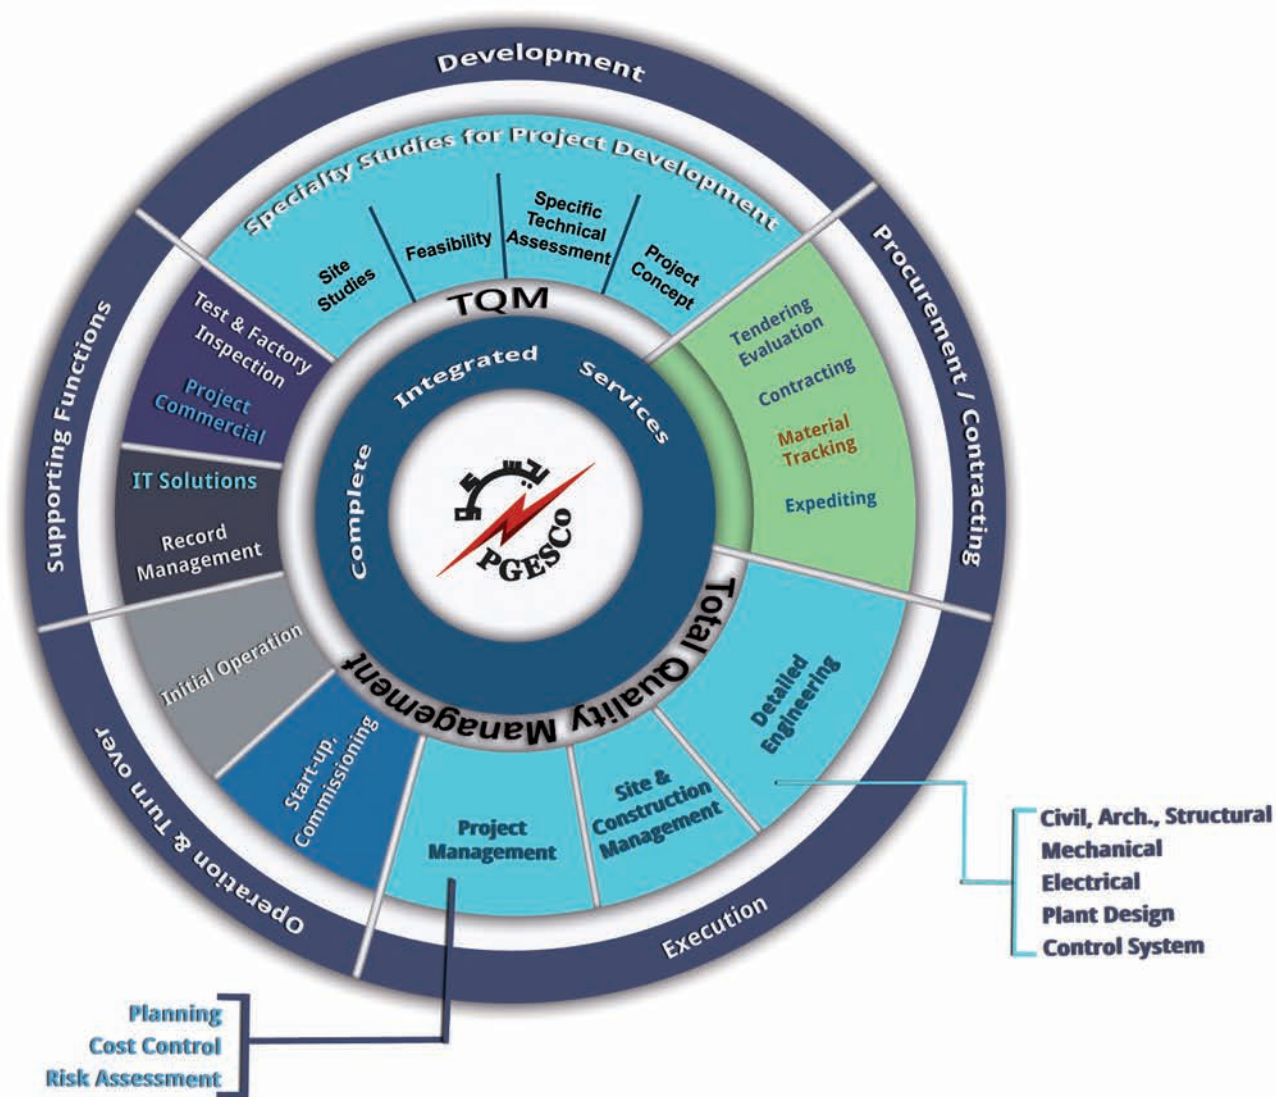 Development
Specialty Studies for Project Development
Site
Studies
Feasibility
Specific
Technical
Assessment
Project
Concept
Procurement / Contracting
Tendering
Evaluation
Contracting
Material
Tracking
Expediting
Execution
Detailed
Engineering
Civil, Arch., Structural
Mechanical
Electrical
Plant Design
Control System
Site &
Construction
Management
Project
Management
Planning
Cost Control
Risk Assessment
Operation & Turn over
Start-up,
Commissioning
Initial Operation
Supporting Functions
Test & Factory
Inspection
Project
Commercial
IT Solutions
Record
Management
TQM
Total Quality Management
Complete Integrated Services
بجسكو
PGESCo